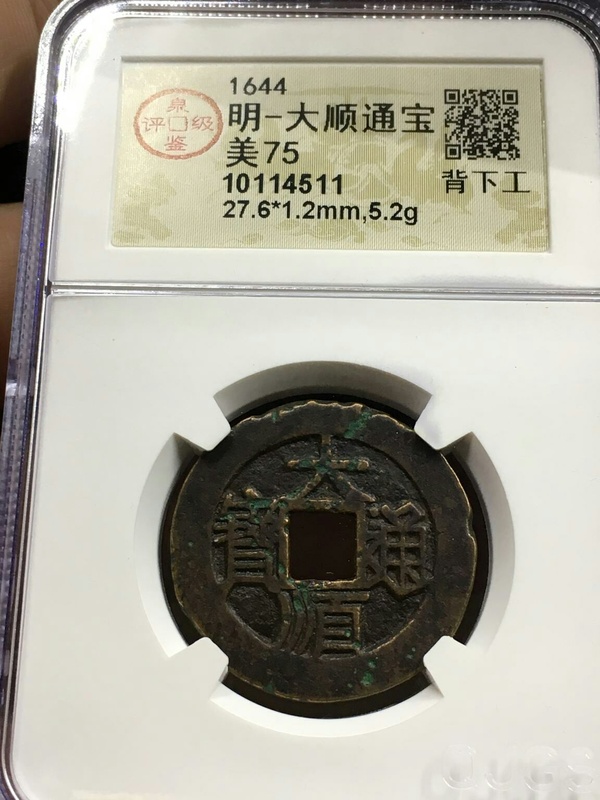 1644
泉
评 级
鉴
明-大顺通宝
美75
10114511
背下工
27.6*1.2mm,5.2g
大順通寳